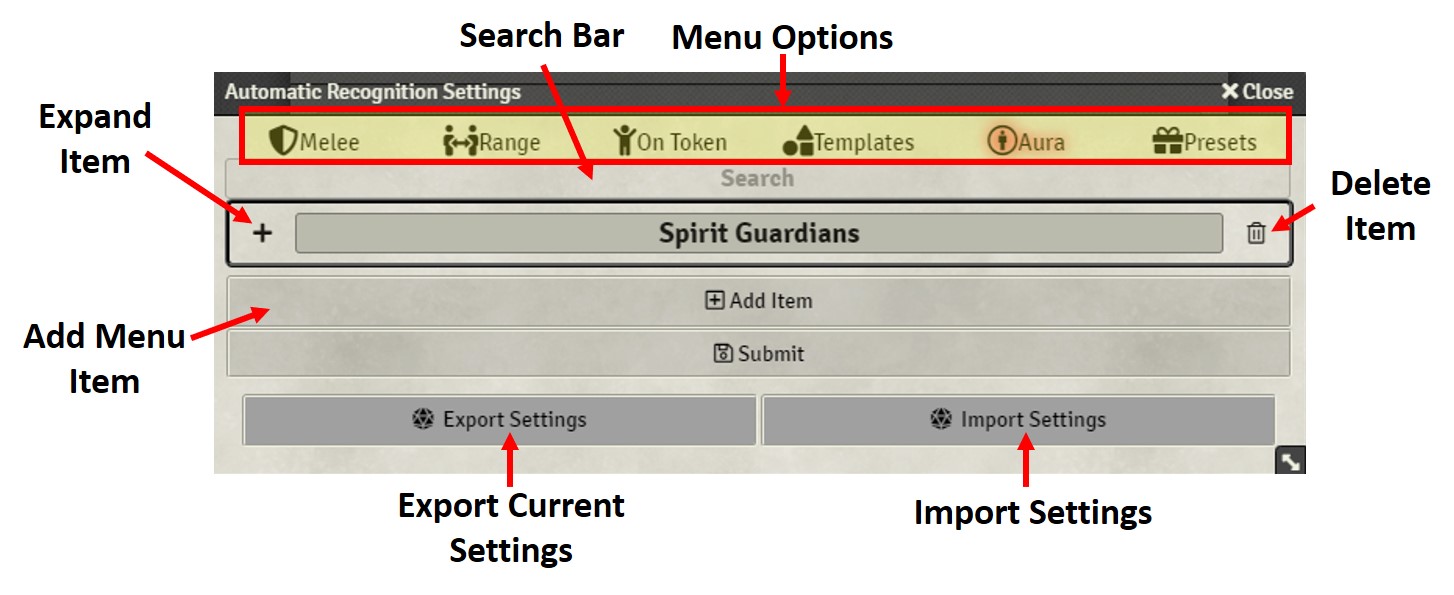 Search Bar
Menu Options
Automatic Recognition Settings
Close
Expand
Item
Melee
Range
On Token
Templates
Aura
Presets
Search
Delete
Item
Spirit Guardians
Add Item
Add Menu
Item
Submit
Export Settings
Import Settings
Export Current
Settings
Import Settings